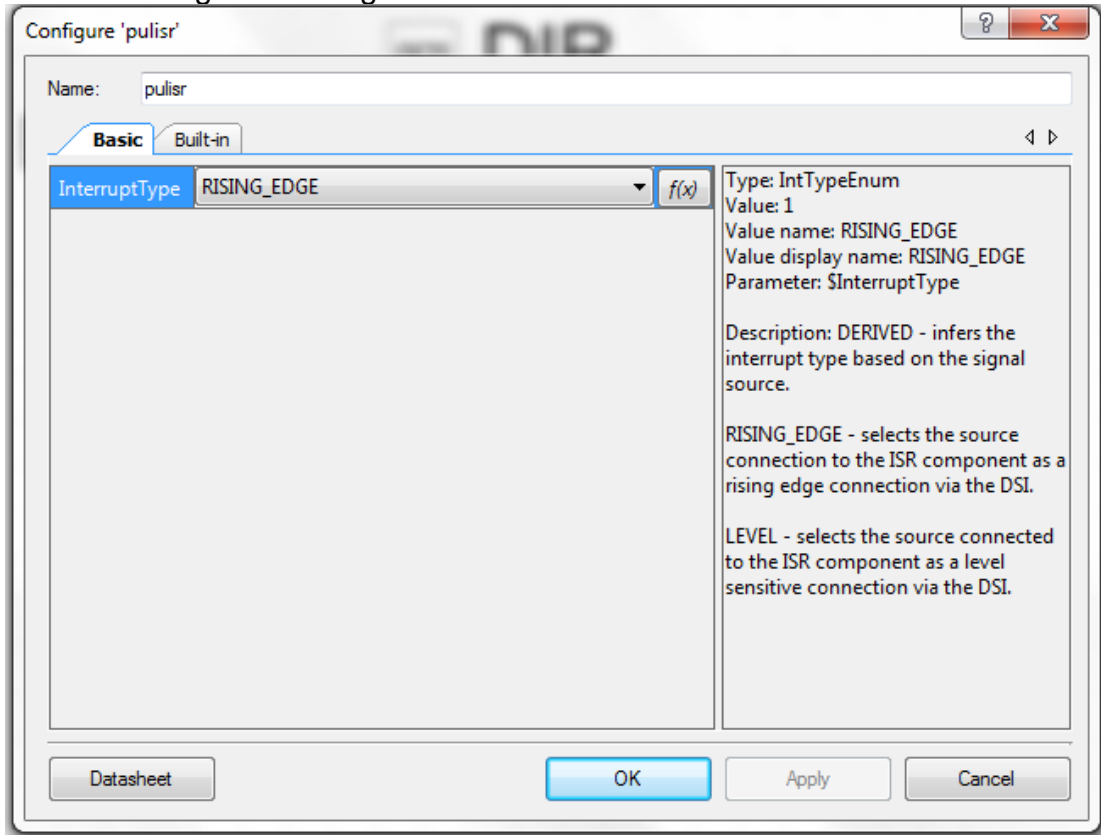 Configure 'pulisr'
DIR
Name: pulisr
Basic Built-in
InterruptType RISING_EDGE f(x)
Type: IntTypeEnum
Value: 1
Value name: RISING_EDGE
Value display name: RISING_EDGE
Parameter: $InterruptType
Description: DERIVED - infers the
interrupt type based on the signal
source.
RISING_EDGE - selects the source
connection to the ISR component as a
rising edge connection via the DSI.
LEVEL - selects the source connected
to the ISR component as a level
sensitive connection via the DSI.
Datasheet OK Apply Cancel